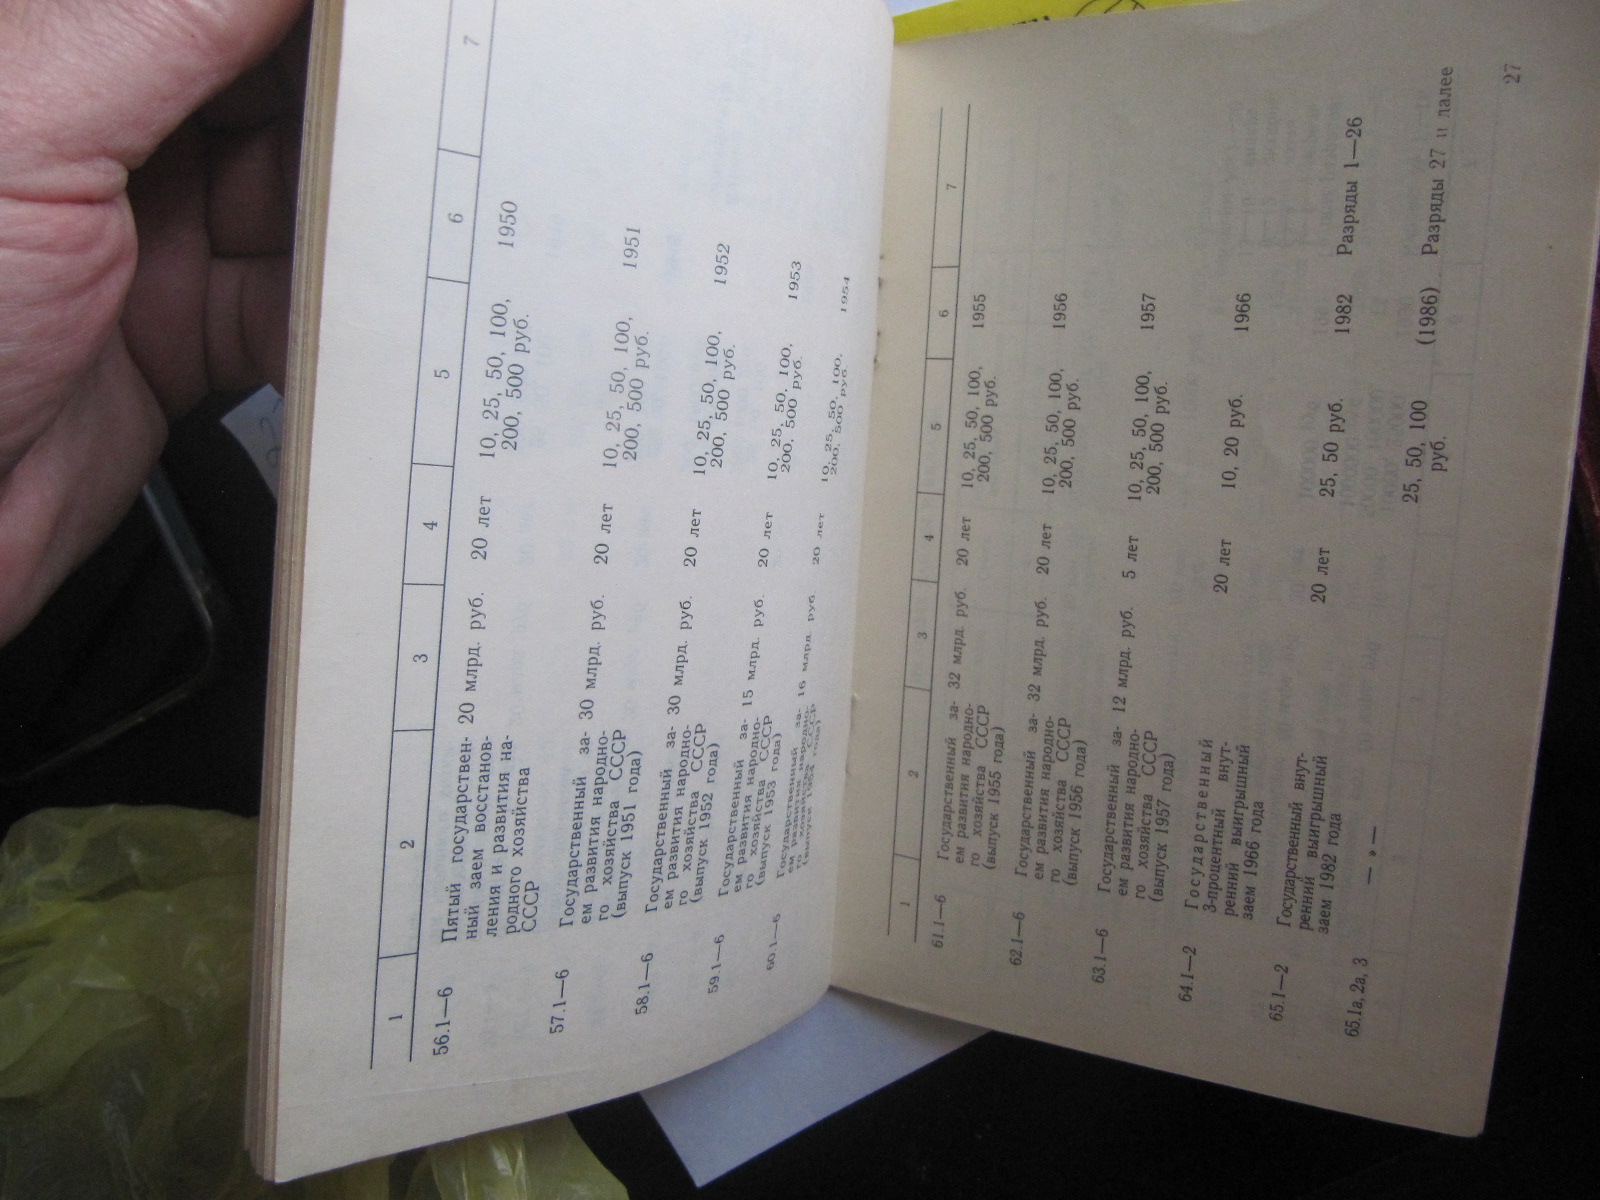 1 2 3 4 5 6 7
56.1—6 Пятый государствен- 20 млрд. руб. 20 лет 10, 25, 50, 100, 1950
ный заем восстанов- 200, 500 руб.
ления и развития на-
родного хозяйства
СССР
57.1—6 Государственный за- 30 млрд. руб. 20 лет 10, 25, 50, 100, 1951
ем развития народно- 200, 500 руб.
го хозяйства СССР
(выпуск 1951 года)
58.1—6 Государственный за- 30 млрд. руб. 20 лет 10, 25, 50, 100, 1952
ем развития народно- 200, 500 руб.
го хозяйства СССР
(выпуск 1952 года)
59.1—6 Государственный за- 15 млрд. руб. 20 лет 10, 25, 50, 100, 1953
ем развития народно- 200, 500 руб.
го хозяйства СССР
(выпуск 1953 года)
60.1—6 Государственный за- 16 млрд. руб. 20 лет 10, 25, 50, 100, 1954
ем развития народно- 200, 500 руб.
го хозяйства СССР
(выпуск 1954 года)
1 2 3 4 5 6 7
61.1—6 Государственный за- 32 млрд. руб. 20 лет 10, 25, 50, 100, 1955
ем развития народно- 200, 500 руб.
го хозяйства СССР
(выпуск 1955 года)
62.1—6 Государственный за- 32 млрд. руб. 20 лет 10, 25, 50, 100, 1956
ем развития народно- 200, 500 руб.
го хозяйства СССР
(выпуск 1956 года)
63.1—6 Государственный за- 12 млрд. руб. 5 лет 10, 25, 50, 100, 1957
ем развития народно- 200, 500 руб.
го хозяйства СССР
(выпуск 1957 года)
64.1—2 Государственный 20 лет 10, 20 руб. 1966
3-процентный внут-
ренний выигрышный
заем 1966 года
65.1—2 Государственный внут- 20 лет 25, 50 руб. 1982 Разряды 1—26
ренний выигрышный
заем 1982 года
65.1а, 2а, 3 — » — 25, 50, 100 (1986) Разряды 27 и далее
руб.
27